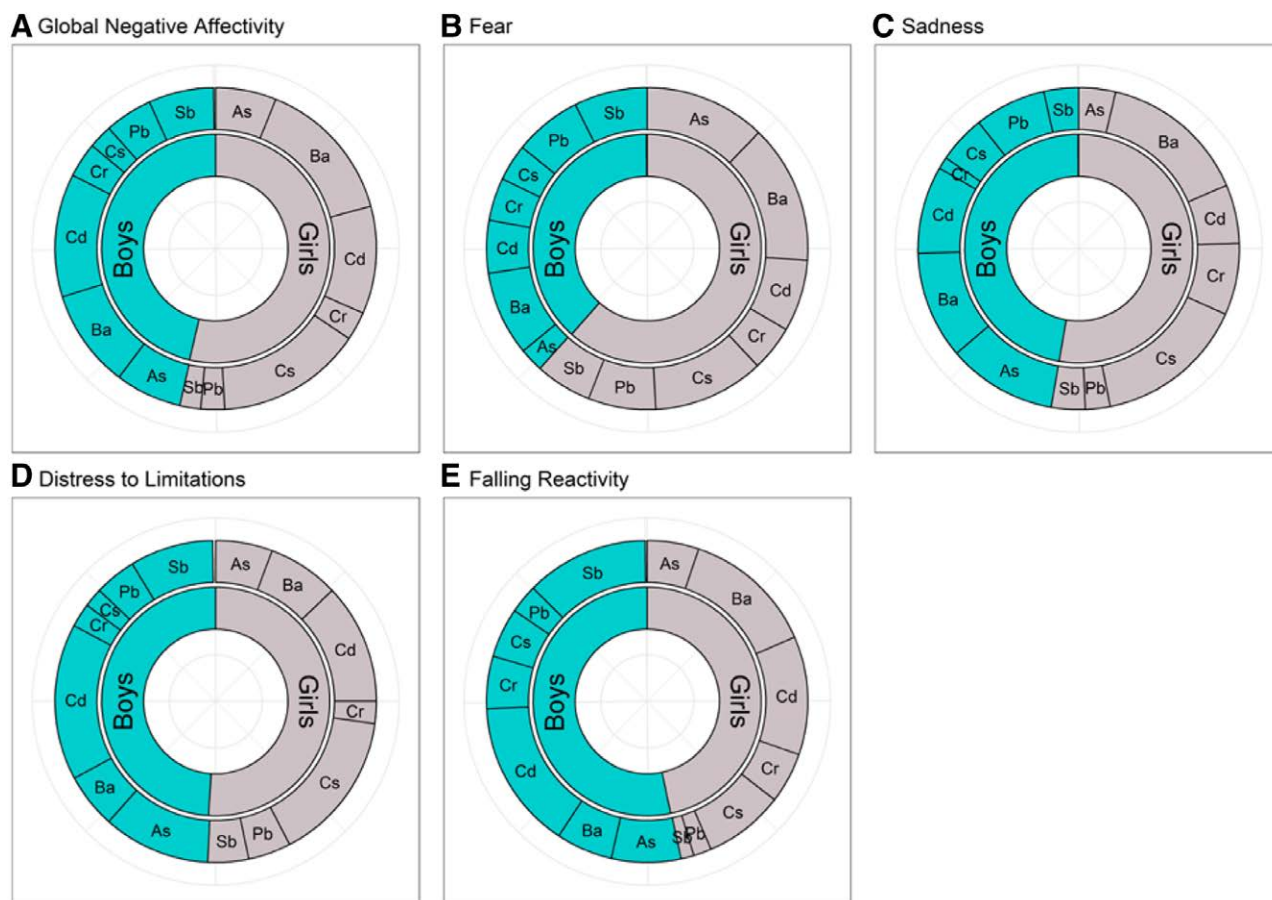 A Global Negative Affectivity
Sb
As
Pb
Cs
Cr
Ba
Cd
Boys
Girls
Cd
Ba
Cr
As
Sb
Pb
Cs
B Fear
Sb
As
Pb
Cs
Cr
Ba
Cd
Boys
Girls
Cd
Ba
Cr
As
Sb
Pb
Cs
C Sadness
Sb
As
Pb
Cs
Cr
Ba
Cd
Boys
Girls
Cd
Cr
Ba
As
Sb
Pb
Cs
D Distress to Limitations
Sb
As
Pb
Cs
Cr
Ba
Cd
Boys
Girls
Cd
Cr
Ba
As
Sb
Pb
Cs
E Falling Reactivity
Sb
As
Pb
Cs
Cr
Ba
Cd
Boys
Girls
Cd
Cr
Ba
As
Sb
Pb
Cs